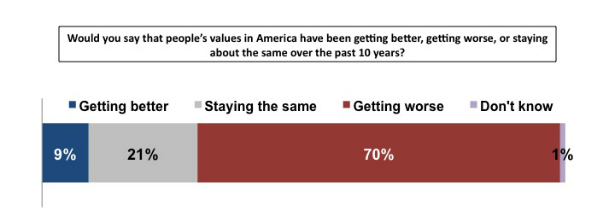 Would you say that people’s values in America have been getting better, getting worse, or staying
about the same over the past 10 years?
Getting better Staying the same Getting worse Don't know
9% 21% 70% 1%